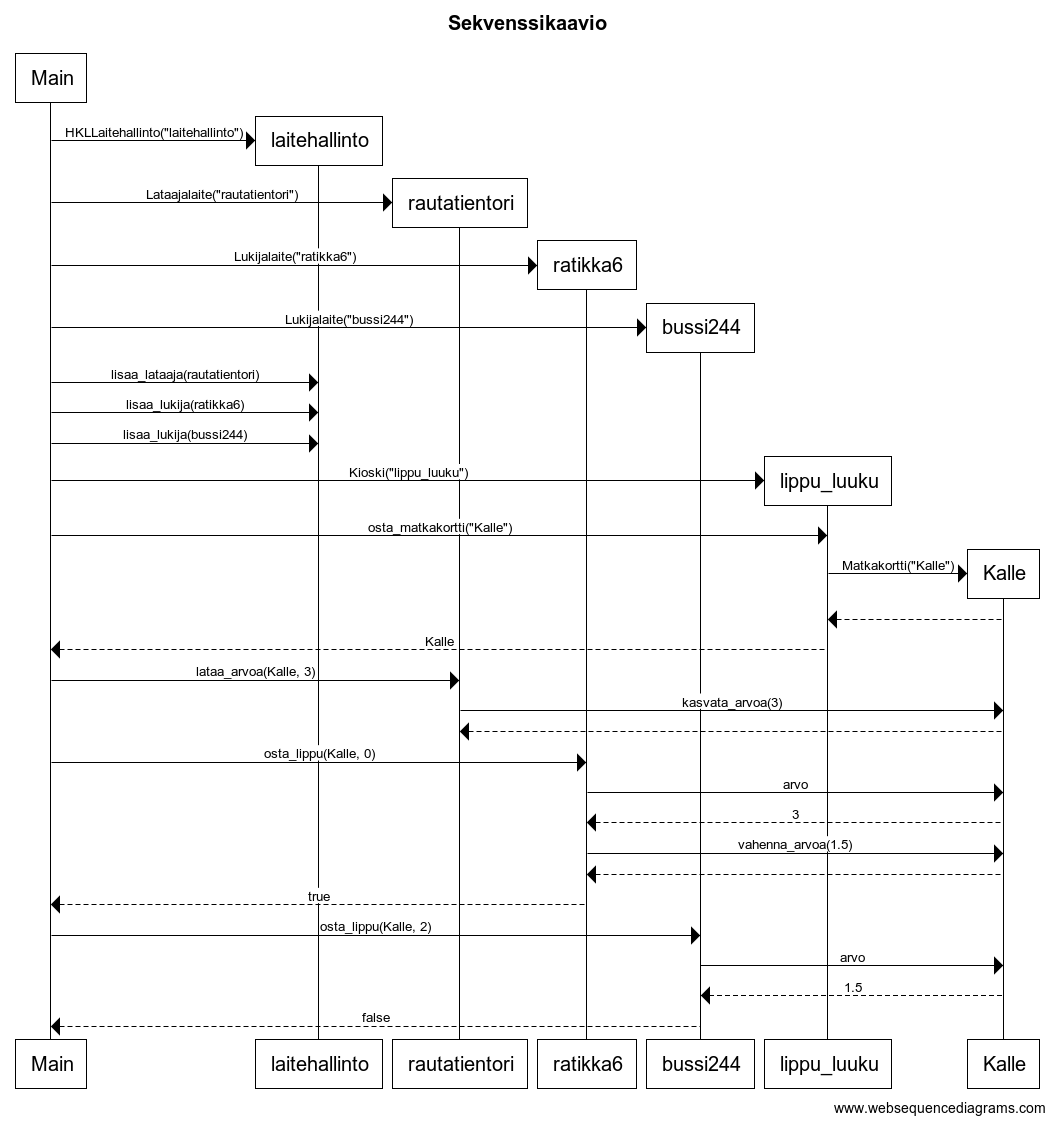 Sekvenssikaavio
Main
HKLLaitehallinto("laitehallinto")
laitehallinto
Lataajalaite("rautatientori")
rautatientori
Lukijalaite("ratikka6")
ratikka6
Lukijalaite("bussi244")
bussi244
lisaa_lataaja(rautatientori)
lisaa_lukija(ratikka6)
lisaa_lukija(bussi244)
Kioski("lippu_luuku")
lippu_luuku
osta_matkakortti("Kalle")
Matkakortti("Kalle")
Kalle
Kalle
lataa_arvoa(Kalle, 3)
kasvata_arvoa(3)
osta_lippu(Kalle, 0)
arvo
3
vahenna_arvoa(1.5)
true
osta_lippu(Kalle, 2)
arvo
1.5
false
Main
laitehallinto
rautatientori
ratikka6
bussi244
lippu_luuku
Kalle
www.websequencediagrams.com